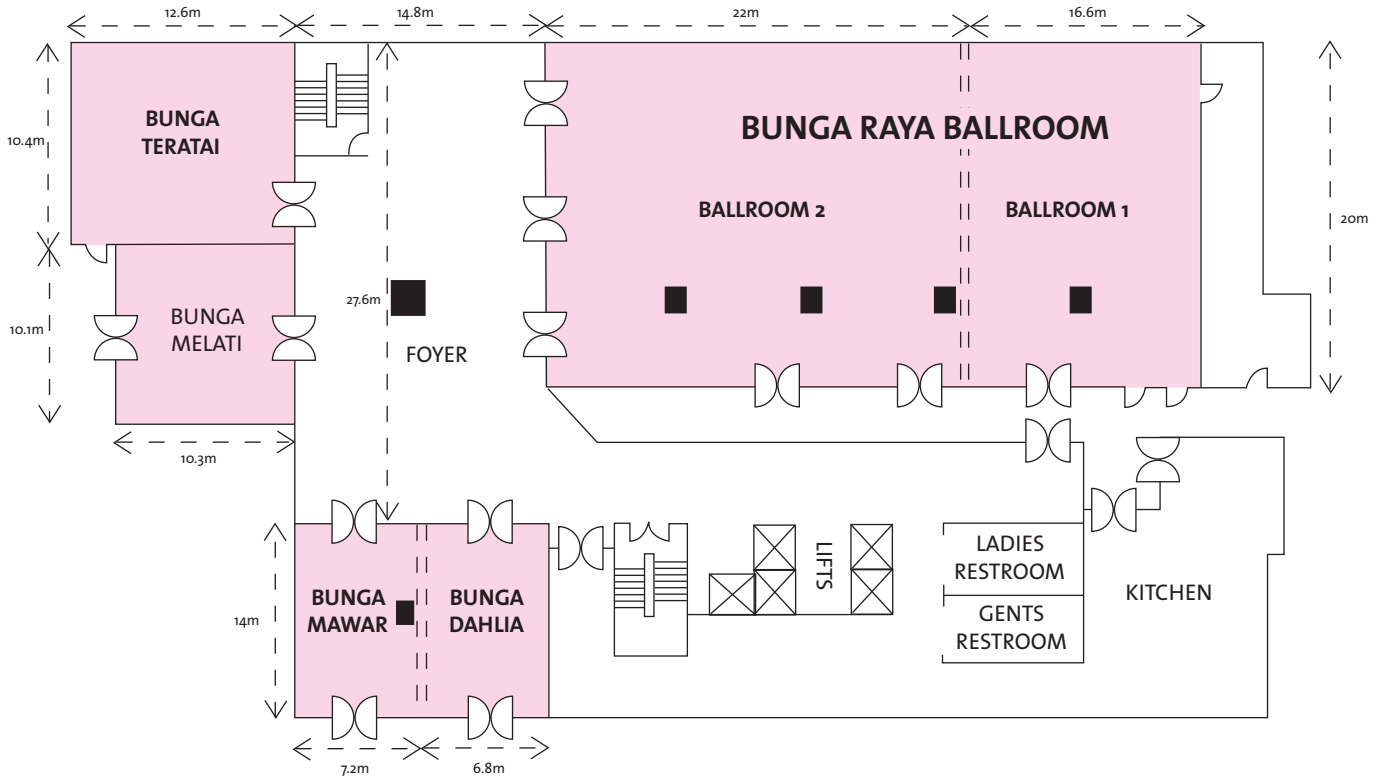 12.6m
14.8m
22m
16.6m
10.4m
BUNGA
TERATAI
BUNGA RAYA BALLROOM
BALLROOM 2
BALLROOM 1
20m
27.6m
10.1m
BUNGA
MELATI
FOYER
10.3m
14m
BUNGA
MAWAR
BUNGA
DAHLIA
LIFTS
LADIES
RESTROOM
GENTS
RESTROOM
KITCHEN
7.2m
6.8m